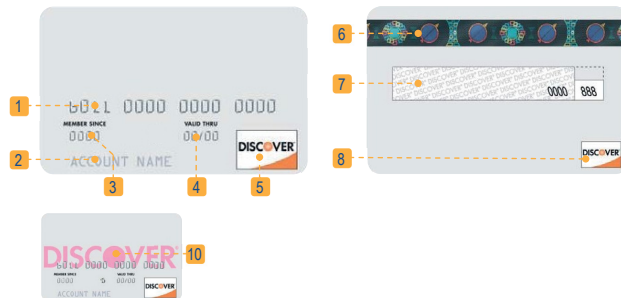 6
7
DISCOVER DISCOVER DISCOVER
0000 888
1
6011 0000 0000 0000
MEMBER SINCE VALID THRU
0000 00/00
DISCOVER
2
ACCOUNT NAME
3
4
5
8
DISCOVER
DISCOVER
10
6011 0000 0000 0000
MEMBER SINCE VALID THRU
0000 00/00
DISCOVER
ACCOUNT NAME